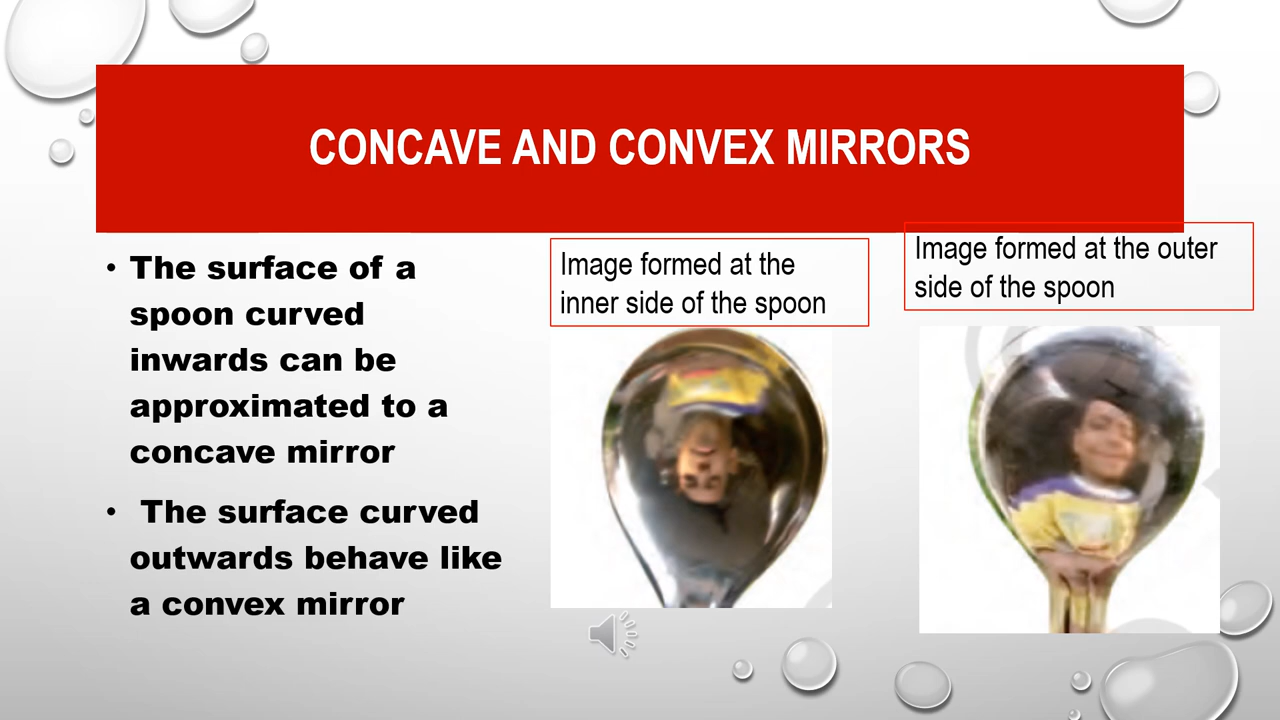 CONCAVE AND CONVEX MIRRORS
• The surface of a
spoon curved
inwards can be
approximated to a
concave mirror
• The surface curved
outwards behave like
a convex mirror
Image formed at the
inner side of the spoon
Image formed at the outer
side of the spoon